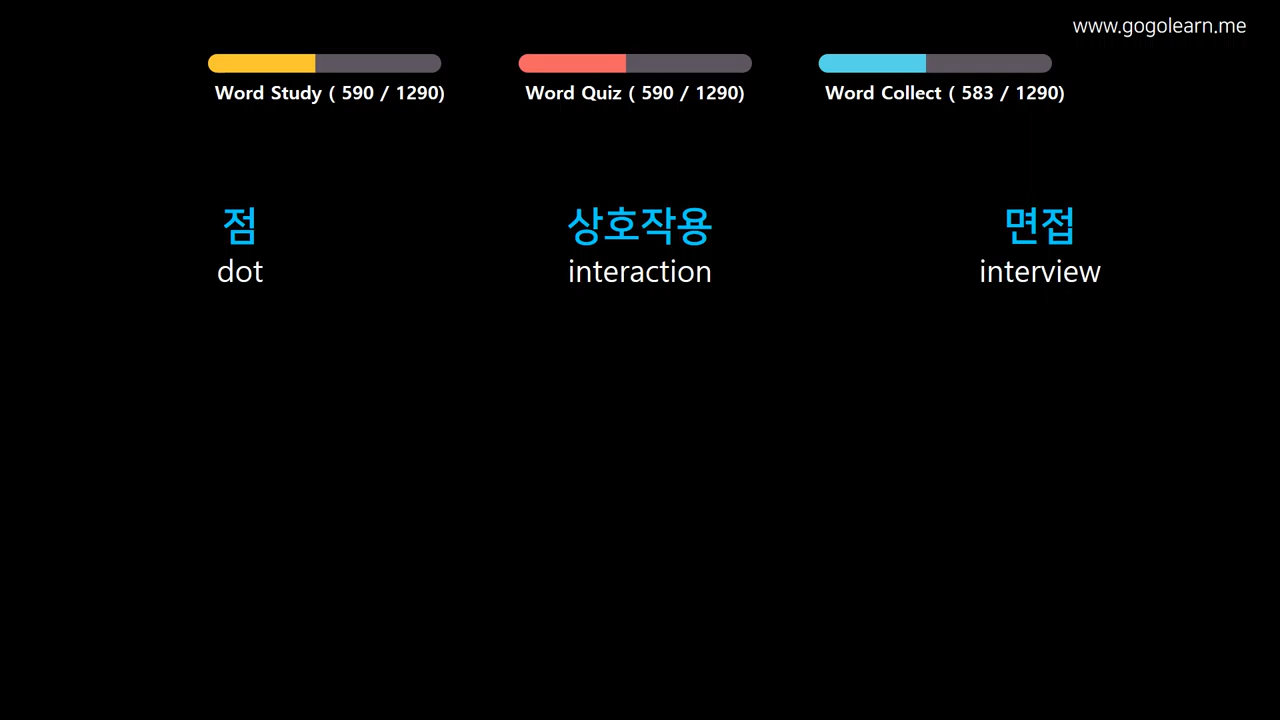 www.gogolearn.me
Word Study ( 590 / 1290)
Word Quiz ( 590 / 1290)
Word Collect ( 583 / 1290)
점 상호작용 면접
dot interaction interview